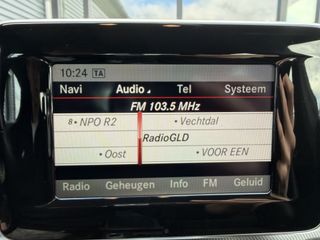 10:24 TA
Navi Audio Tel Systeem
FM 103.5 MHz
8 • NPO R2 • Vechtdal
RadioGLD
• Oost • VOOR EEN
Radio Geheugen Info FM Geluid